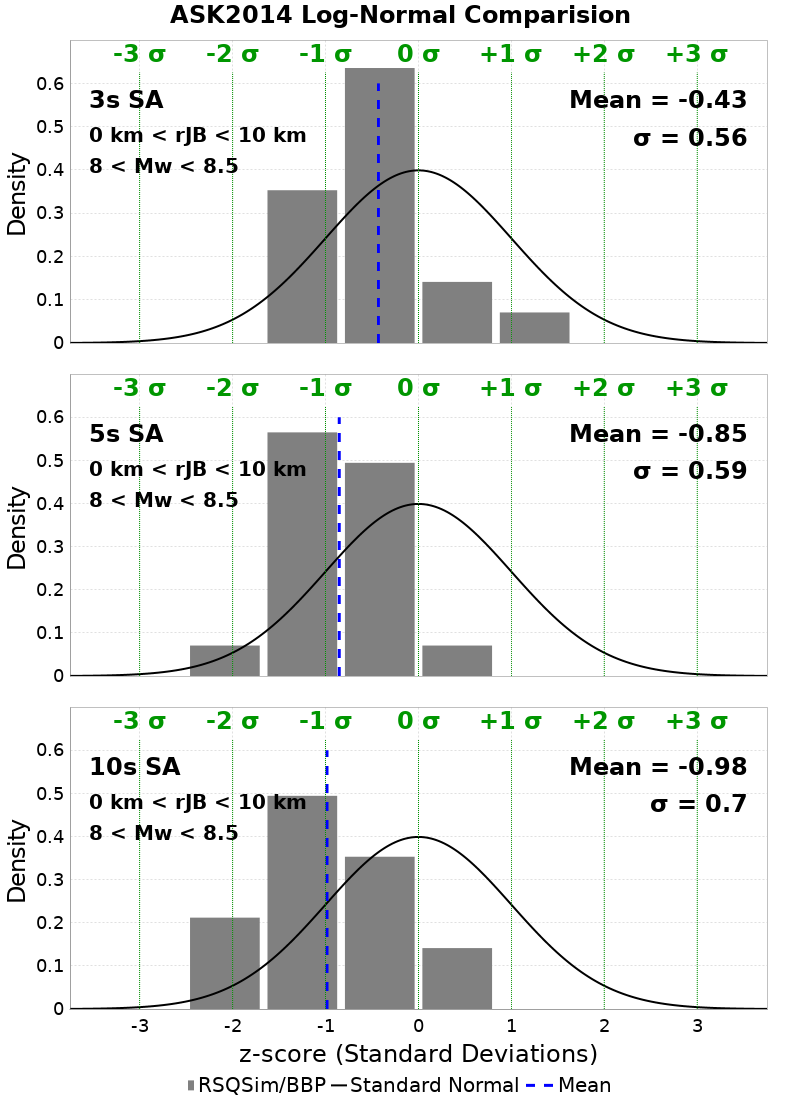 ASK2014 Log-Normal Comparision
-3 σ -2 σ -1 σ 0 σ +1 σ +2 σ +3 σ
3s SA
0 km < rJB < 10 km
8 < Mw < 8.5
Mean = -0.43
σ = 0.56
Density
0.6
0.5
0.4
0.3
0.2
0.1
0
-3 σ -2 σ -1 σ 0 σ +1 σ +2 σ +3 σ
5s SA
0 km < rJB < 10 km
8 < Mw < 8.5
Mean = -0.85
σ = 0.59
Density
0.6
0.5
0.4
0.3
0.2
0.1
0
-3 σ -2 σ -1 σ 0 σ +1 σ +2 σ +3 σ
10s SA
0 km < rJB < 10 km
8 < Mw < 8.5
Mean = -0.98
σ = 0.7
Density
0.6
0.5
0.4
0.3
0.2
0.1
0
-3 -2 -1 0 1 2 3
z-score (Standard Deviations)
RSQSim/BBP Standard Normal Mean